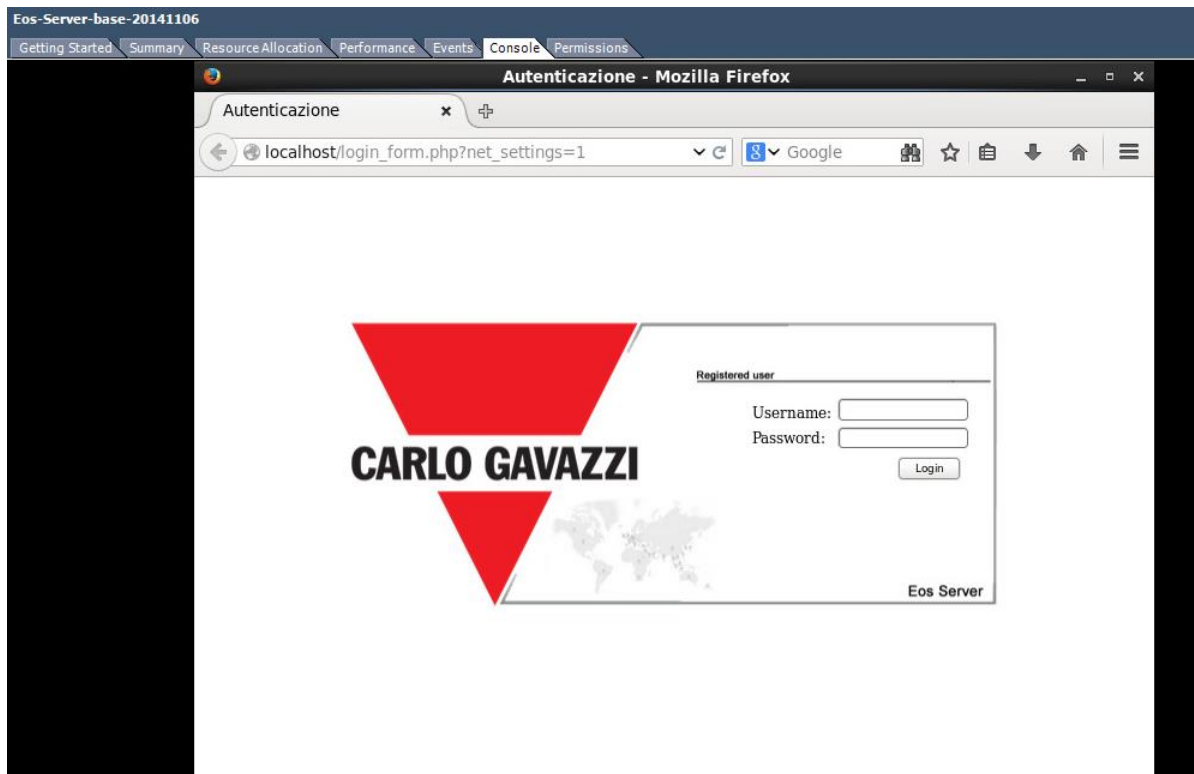 Eos-Server-base-20141106
Getting Started Summary Resource Allocation Performance Events Console Permissions
Autenticazione - Mozilla Firefox
Autenticazione
localhost/login_form.php?net_settings=1
8 Google
Registered user
Username:
Password:
Login
CARLO GAVAZZI
Eos Server